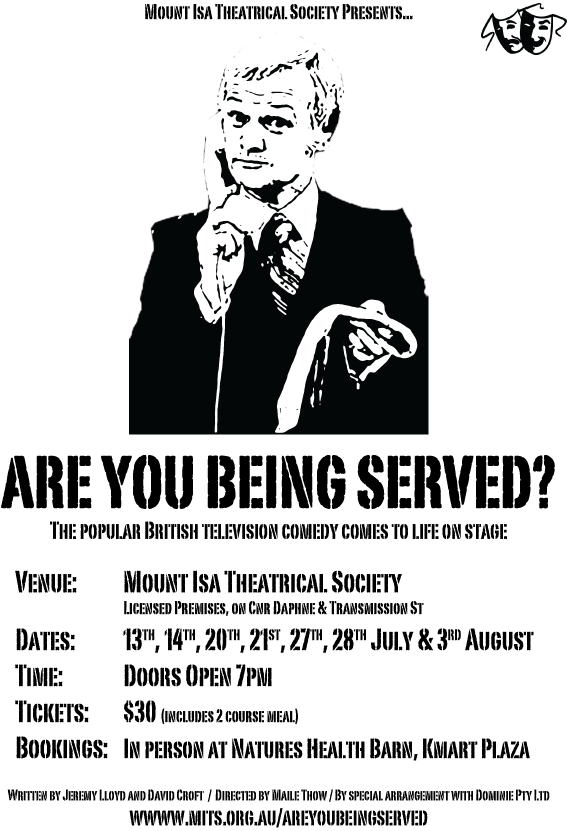 Mount Isa Theatrical Society Presents...
Are You Being Served?
The popular British television comedy comes to life on stage
Venue: Mount Isa Theatrical Society
Licensed Premises, on Cnr Daphne & Transmission St
Dates: 13th, 14th, 20th, 21st, 27th, 28th July & 3rd August
Time: Doors Open 7pm
Tickets: $30 (includes 2 course meal)
Bookings: In person at Natures Health Barn, Kmart Plaza
Written by Jeremy Lloyd and David Croft / Directed by Maile Thow / By special arrangement with Dominie Pty Ltd
wwww.mits.org.au/areyoubeingserved